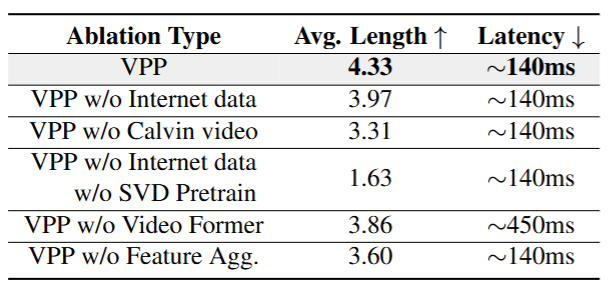 Ablation Type Avg. Length ↑ Latency ↓
VPP 4.33 ∼140ms
VPP w/o Internet data 3.97 ∼140ms
VPP w/o Calvin video 3.31 ∼140ms
VPP w/o Internet data
w/o SVD Pretrain 1.63 ∼140ms
VPP w/o Video Former 3.86 ∼450ms
VPP w/o Feature Agg. 3.60 ∼140ms